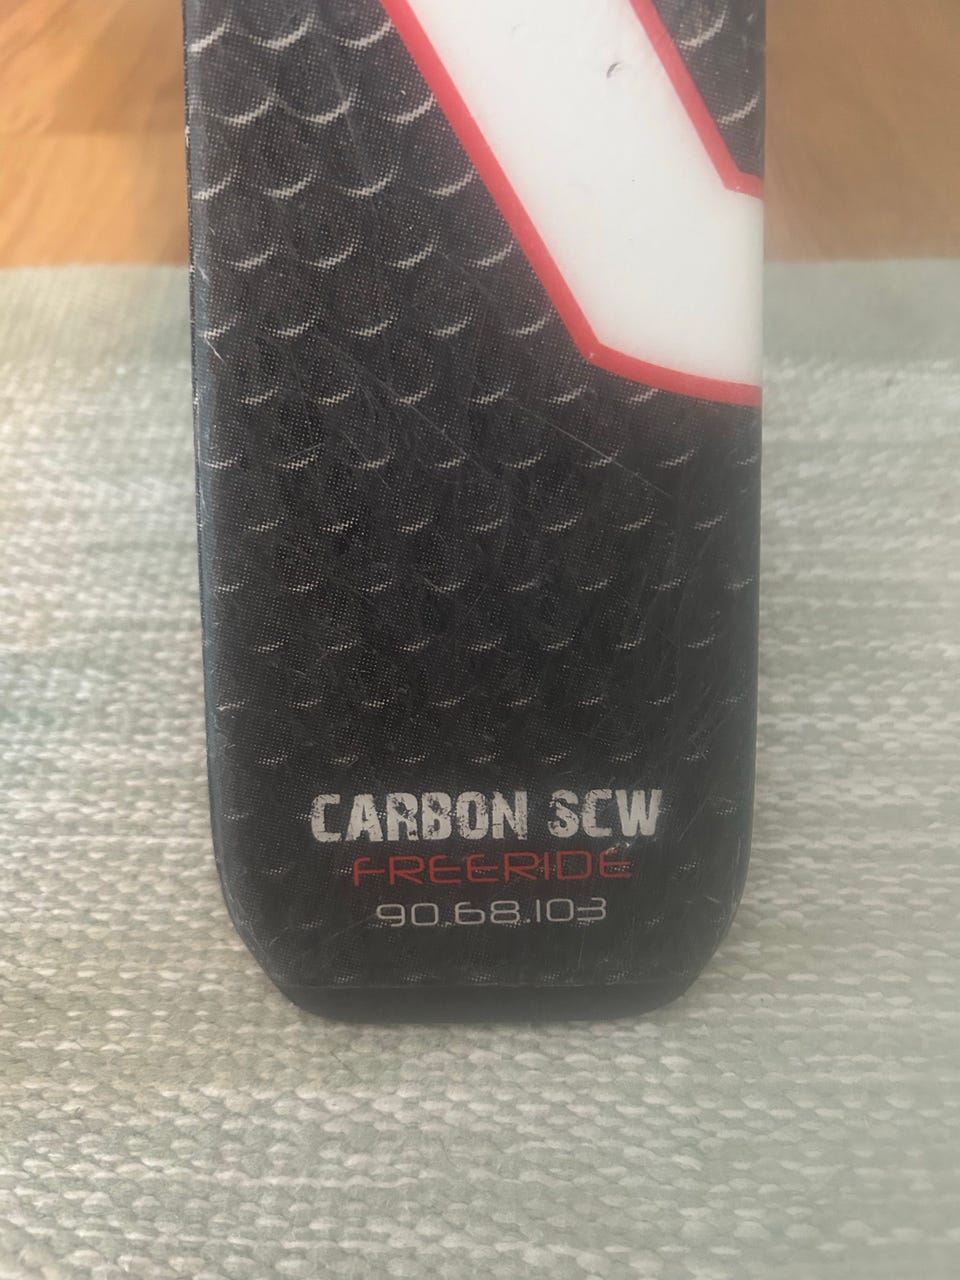 CARBON SCW
FREERIDE
90.68.103